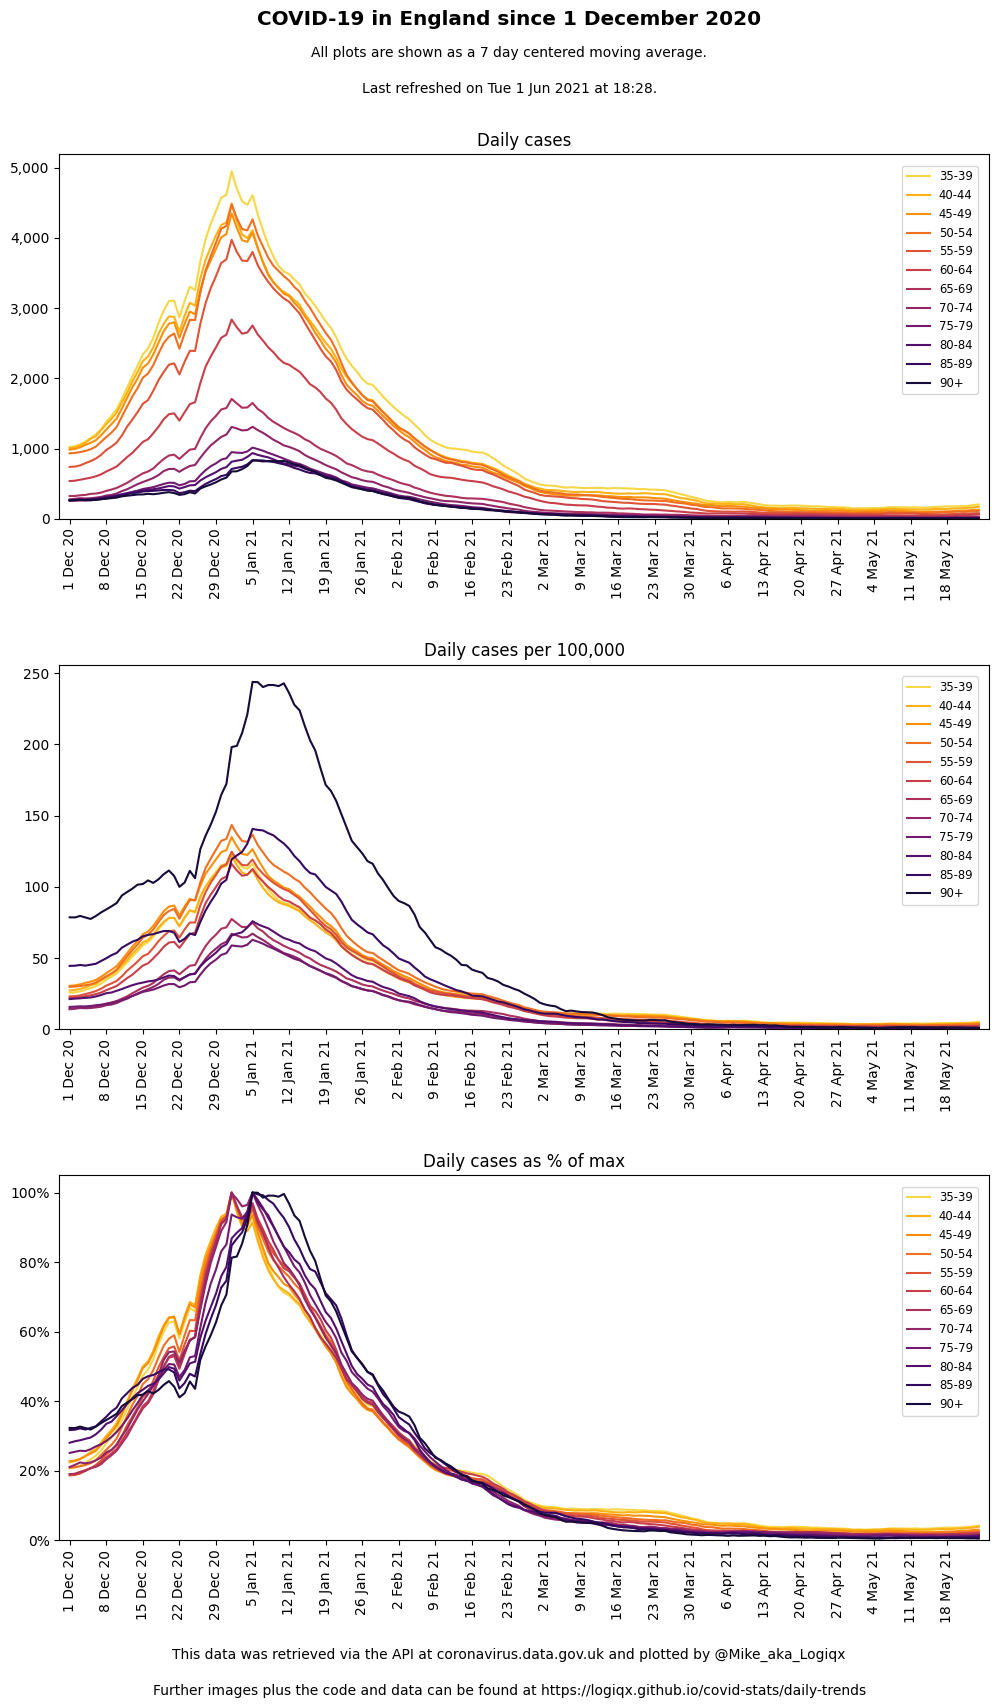 COVID-19 in England since 1 December 2020
All plots are shown as a 7 day centered moving average.
Last refreshed on Tue 1 Jun 2021 at 18:28.
Daily cases
5,000
4,000
3,000
2,000
1,000
0
35-39
40-44
45-49
50-54
55-59
60-64
65-69
70-74
75-79
80-84
85-89
90+
1 Dec 20
8 Dec 20
15 Dec 20
22 Dec 20
29 Dec 20
5 Jan 21
12 Jan 21
19 Jan 21
26 Jan 21
2 Feb 21
9 Feb 21
16 Feb 21
23 Feb 21
2 Mar 21
9 Mar 21
16 Mar 21
23 Mar 21
30 Mar 21
6 Apr 21
13 Apr 21
20 Apr 21
27 Apr 21
4 May 21
11 May 21
18 May 21
Daily cases per 100,000
250
200
150
100
50
0
35-39
40-44
45-49
50-54
55-59
60-64
65-69
70-74
75-79
80-84
85-89
90+
1 Dec 20
8 Dec 20
15 Dec 20
22 Dec 20
29 Dec 20
5 Jan 21
12 Jan 21
19 Jan 21
26 Jan 21
2 Feb 21
9 Feb 21
16 Feb 21
23 Feb 21
2 Mar 21
9 Mar 21
16 Mar 21
23 Mar 21
30 Mar 21
6 Apr 21
13 Apr 21
20 Apr 21
27 Apr 21
4 May 21
11 May 21
18 May 21
Daily cases as % of max
100%
80%
60%
40%
20%
0%
35-39
40-44
45-49
50-54
55-59
60-64
65-69
70-74
75-79
80-84
85-89
90+
1 Dec 20
8 Dec 20
15 Dec 20
22 Dec 20
29 Dec 20
5 Jan 21
12 Jan 21
19 Jan 21
26 Jan 21
2 Feb 21
9 Feb 21
16 Feb 21
23 Feb 21
2 Mar 21
9 Mar 21
16 Mar 21
23 Mar 21
30 Mar 21
6 Apr 21
13 Apr 21
20 Apr 21
27 Apr 21
4 May 21
11 May 21
18 May 21
This data was retrieved via the API at coronavirus.data.gov.uk and plotted by @Mike_aka_Logiqx
Further images plus the code and data can be found at https://logiqx.github.io/covid-stats/daily-trends